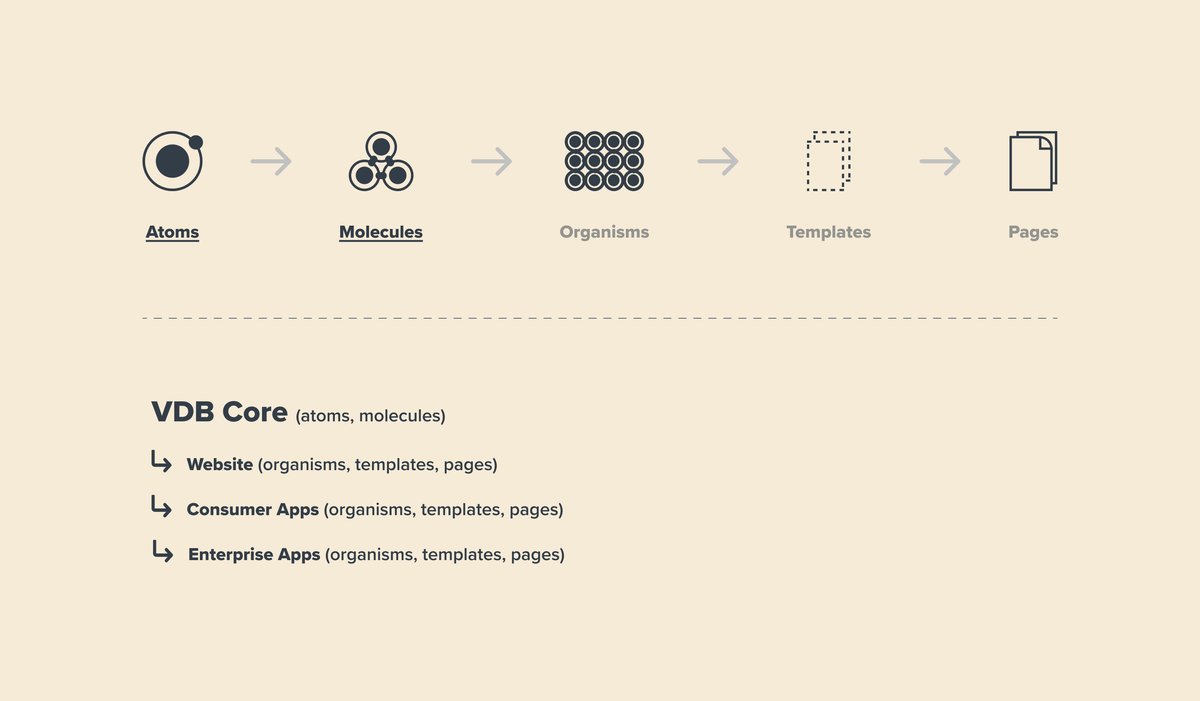 Atoms
Molecules
Organisms
Templates
Pages
VDB Core (atoms, molecules)
Website (organisms, templates, pages)
Consumer Apps (organisms, templates, pages)
Enterprise Apps (organisms, templates, pages)